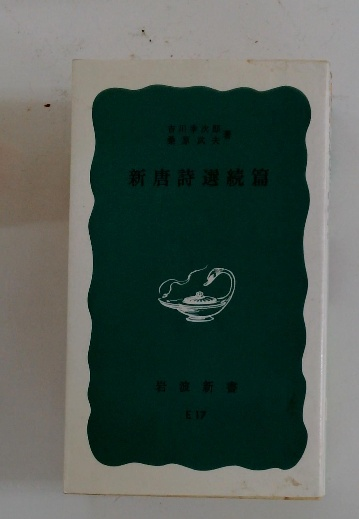 吉川幸次郎
桑原武夫 著
新唐詩選続篇
岩波新書